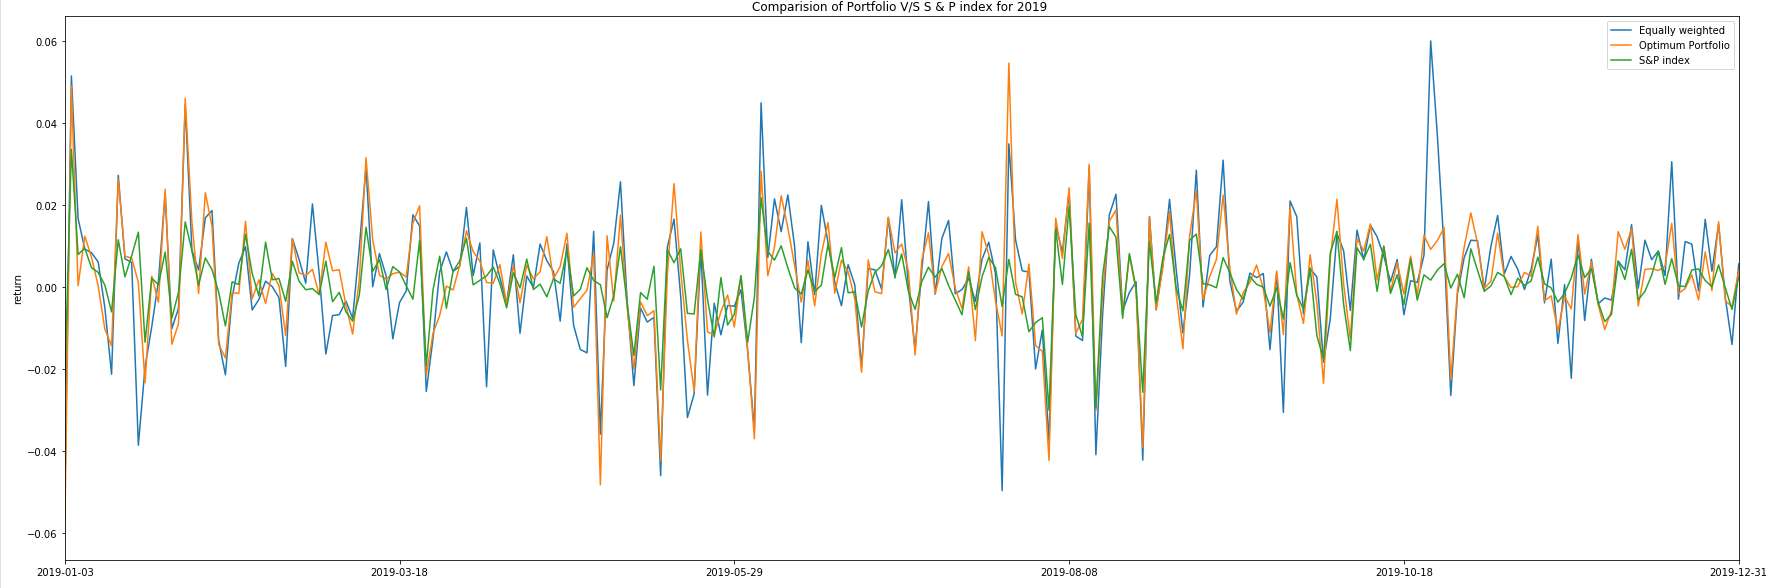 Comparision of Portfolio V/S S & P index for 2019
Equally weighted
Optimum Portfolio
S&P index
return
0.06
0.04
0.02
0.00
−0.02
−0.04
−0.06
2019-01-03
2019-03-18
2019-05-29
2019-08-08
2019-10-18
2019-12-31